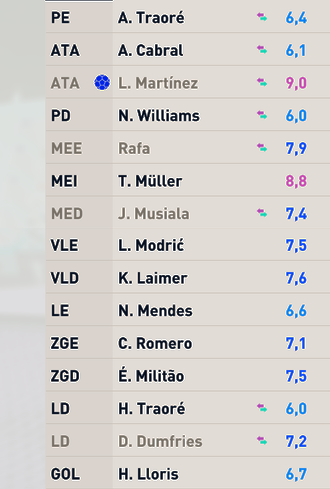 PE A. Traoré 6,4
ATA A. Cabral 6,1
ATA L. Martínez 9,0
PD N. Williams 6,0
MEE Rafa 7,9
MEI T. Müller 8,8
MED J. Musiala 7,4
VLE L. Modrić 7,5
VLD K. Laimer 7,6
LE N. Mendes 6,6
ZGE C. Romero 7,1
ZGD É. Militão 7,5
LD H. Traoré 6,0
LD D. Dumfries 7,2
GOL H. Lloris 6,7